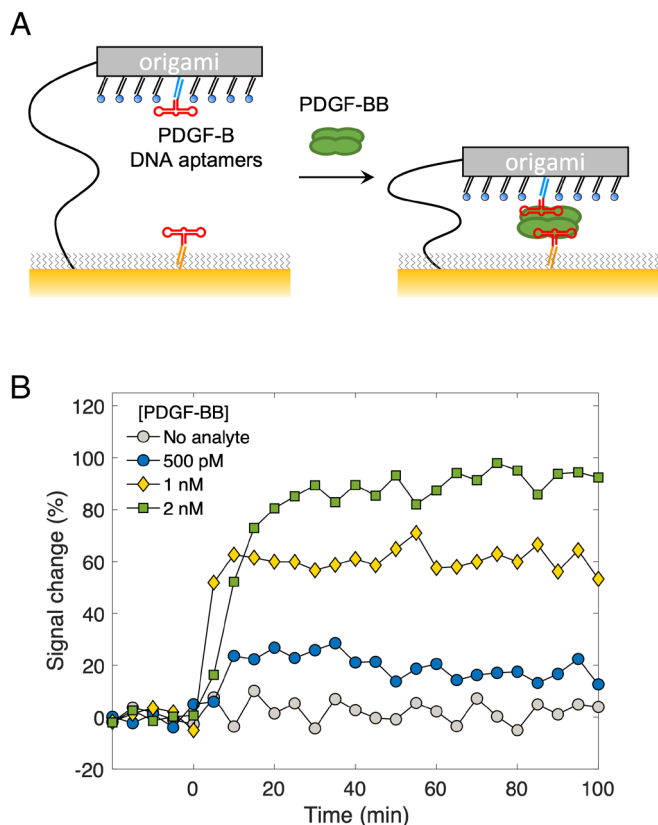 A
origami
PDGF-B
DNA aptamers
PDGF-BB
origami
B
[PDGF-BB]
No analyte
500 pM
1 nM
2 nM
Signal change (%)
120
100
80
60
40
20
0
-20
0
20
40
60
80
100
Time (min)